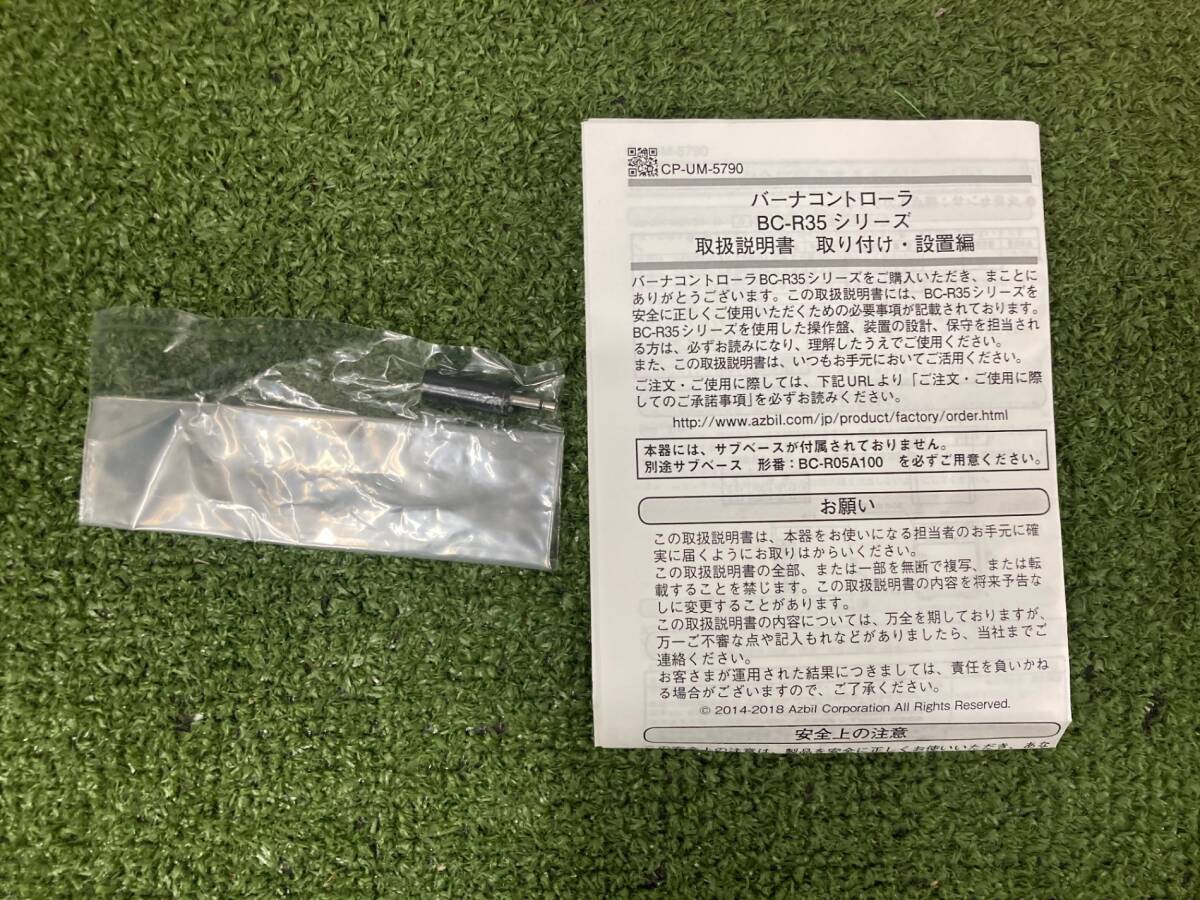 CP-UM-5790
バーナコントローラ
BC-R35 シリーズ
取扱説明書 取り付け・設置編
バーナコントローラBC-R35シリーズをご購入いただき、まことに
ありがとうございます。この取扱説明書には、BC-R35シリーズを
安全に正しくご使用いただくための必要事項が記載されております。
BC-R35シリーズを使用した操作盤、装置の設計、保守を担当され
る方は、必ずお読みになり、理解したうえでご使用ください。
また、この取扱説明書は、いつもお手元においてご活用ください。
ご注文・ご使用に際しては、下記URLより「ご注文・ご使用に際
してのご承諾事項」を必ずお読みください。
http://www.azbil.com/jp/product/factory/order.html
本器には、サブベースが付属されておりません。
別途サブベース 形番：BC-R05A100 を必ずご用意ください。
お願い
この取扱説明書は、本器をお使いになる担当者のお手元に確
実に届くようにお取りはからいください。
この取扱説明書の全部、または一部を無断で複写、または転
載することを禁じます。この取扱説明書の内容を将来予告な
しに変更することがあります。
この取扱説明書の内容については、万全を期しておりますが、
万一ご不審な点や記入もれなどがありましたら、当社までご
連絡ください。
お客さまが運用された結果につきましては、責任を負いかね
る場合がございますので、ご了承ください。
© 2014-2018 Azbil Corporation All Rights Reserved.
安全上の注意